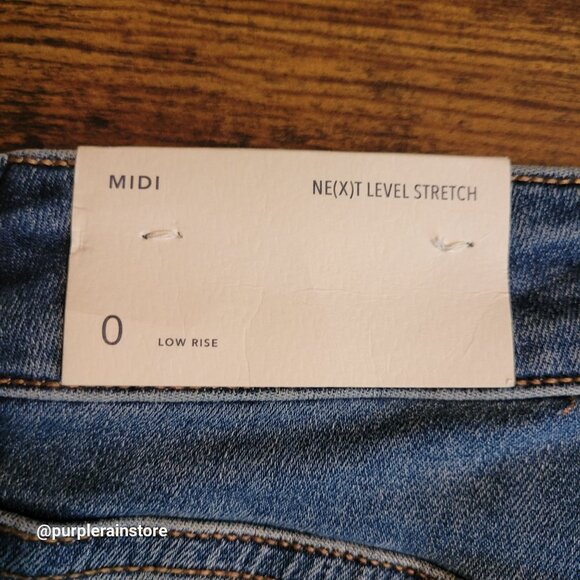 MIDI
NE(X)T LEVEL STRETCH
0
LOW RISE
@purplerainstore